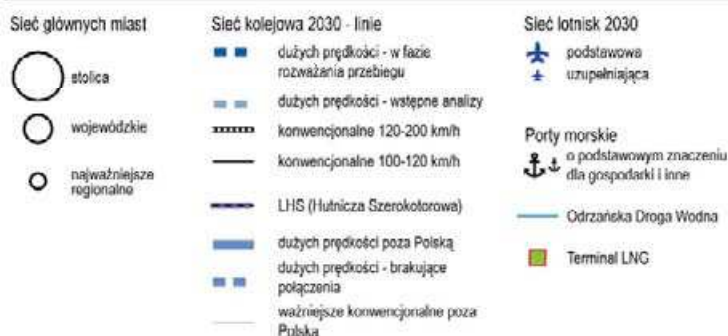 Sieć głównych miast
stolica
wojewódzkie
najważniejsze
regionalne
Sieć kolejowa 2030 - linie
dużych prędkości - w fazie
rozważania przebiegu
dużych prędkości - wstępne analizy
konwencjonalne 120-200 km/h
konwencjonalne 100-120 km/h
LHS (Hutnicza Szerokotorowa)
dużych prędkości poza Polską
dużych prędkości - brakujące
połączenia
ważniejsze konwencjonalne poza
Polską
Sieć lotnisk 2030
podstawowa
uzupełniająca
Porty morskie
o podstawowym znaczeniu
dla gospodarki i inne
Odrzańska Droga Wodna
Terminal LNG